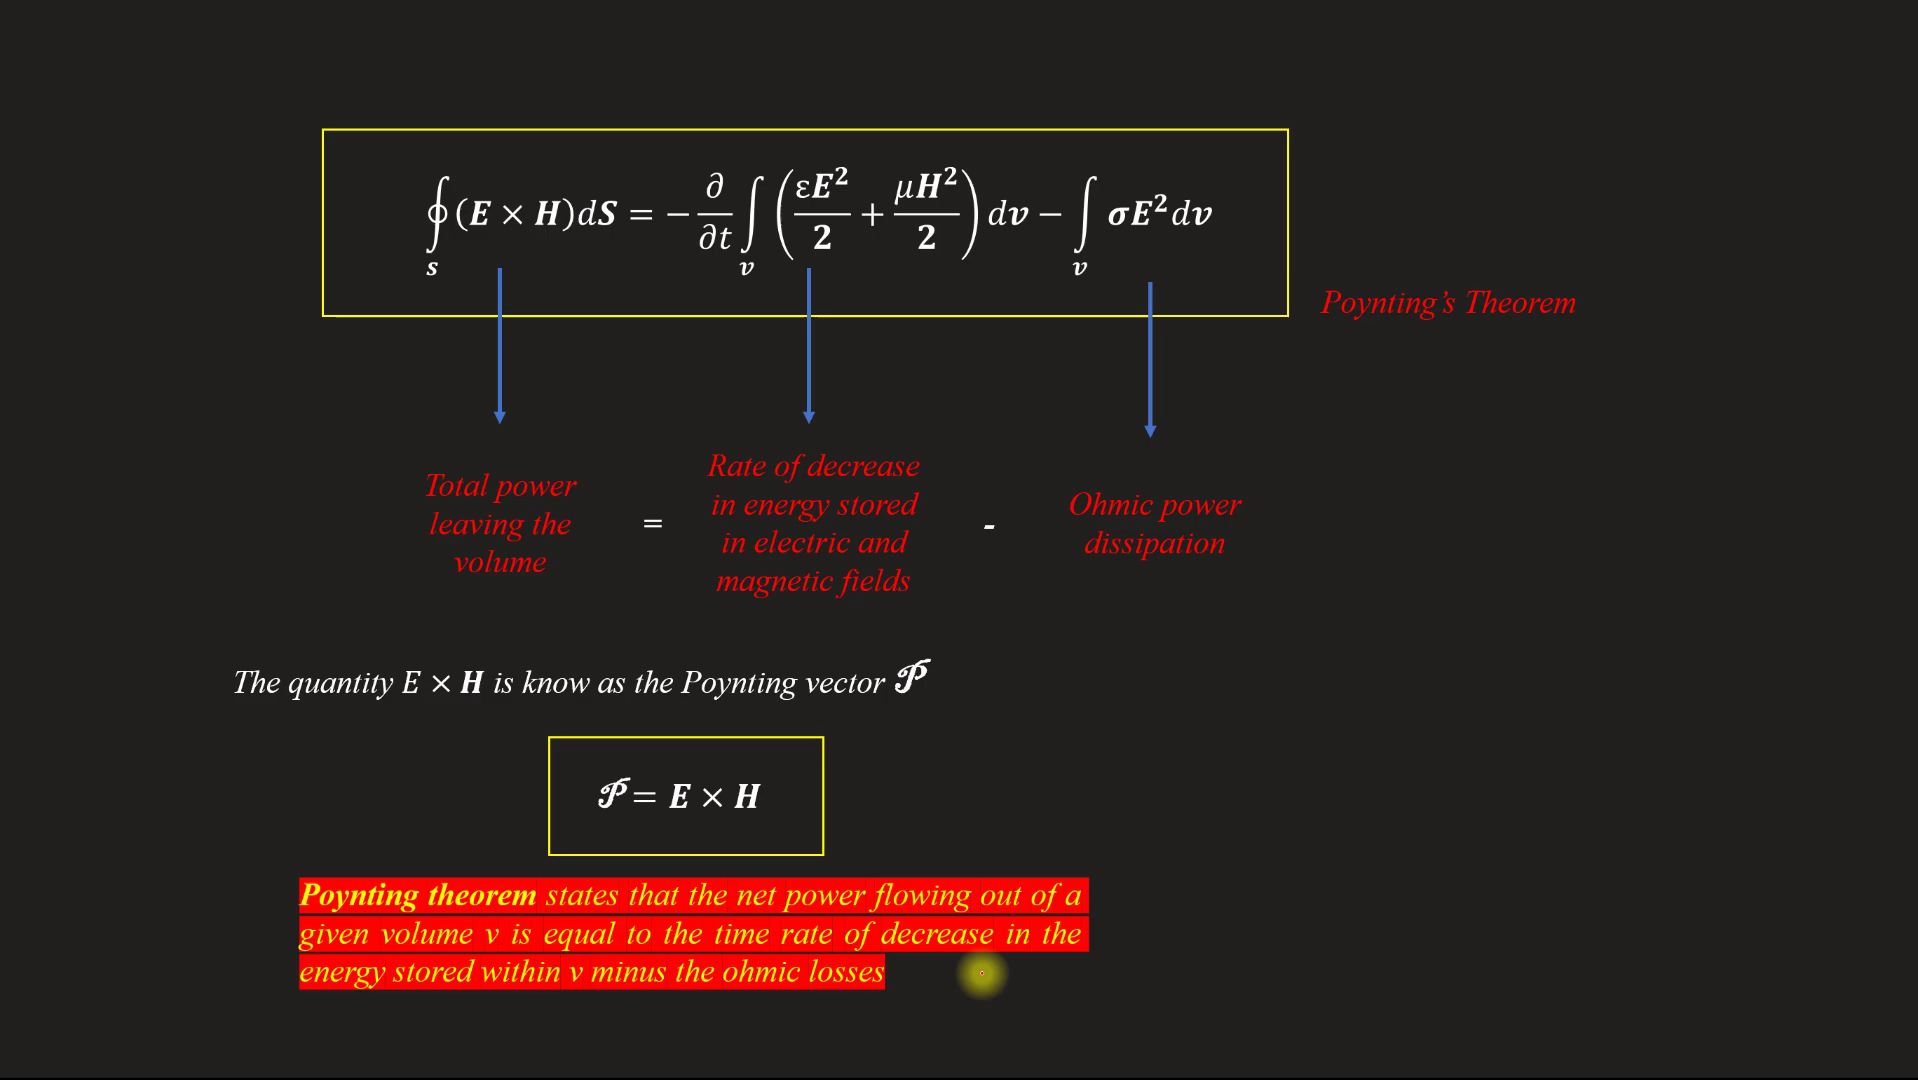 ∮ₛ (E × H)dS = −∂/∂t ∫ᵥ (εE²/2 + μH²/2) dv − ∫ᵥ σE²dv
Poynting’s Theorem
Total power
leaving the
volume
=
Rate of decrease
in energy stored
in electric and
magnetic fields
-
Ohmic power
dissipation
The quantity E × H is know as the Poynting vector 𝒫
𝒫 = E × H
Poynting theorem states that the net power flowing out of a
given volume v is equal to the time rate of decrease in the
energy stored within v minus the ohmic losses